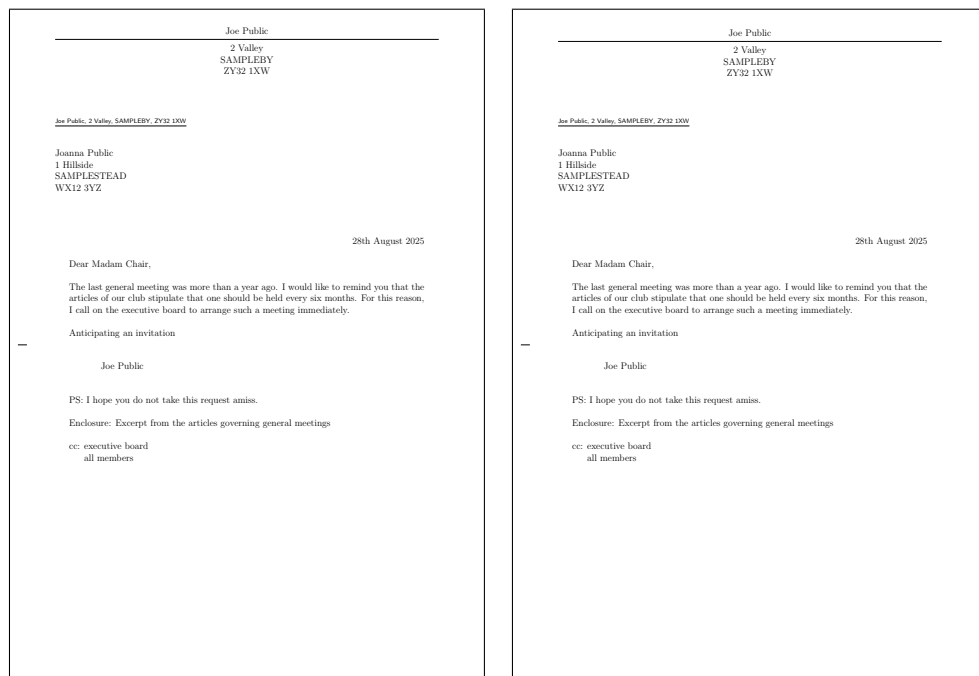 Joe Public
2 Valley
SAMPLEBY
ZY32 1XW
Joe Public, 2 Valley, SAMPLEBY, ZY32 1XW
Joanna Public
1 Hillside
SAMPLESTEAD
WX12 3YZ
28th August 2025
Dear Madam Chair,
The last general meeting was more than a year ago. I would like to remind you that the
articles of our club stipulate that one should be held every six months. For this reason,
I call on the executive board to arrange such a meeting immediately.
Anticipating an invitation
Joe Public
PS: I hope you do not take this request amiss.
Enclosure: Excerpt from the articles governing general meetings
cc: executive board
all members
Joe Public
2 Valley
SAMPLEBY
ZY32 1XW
Joe Public, 2 Valley, SAMPLEBY, ZY32 1XW
Joanna Public
1 Hillside
SAMPLESTEAD
WX12 3YZ
28th August 2025
Dear Madam Chair,
The last general meeting was more than a year ago. I would like to remind you that the
articles of our club stipulate that one should be held every six months. For this reason,
I call on the executive board to arrange such a meeting immediately.
Anticipating an invitation
Joe Public
PS: I hope you do not take this request amiss.
Enclosure: Excerpt from the articles governing general meetings
cc: executive board
all members